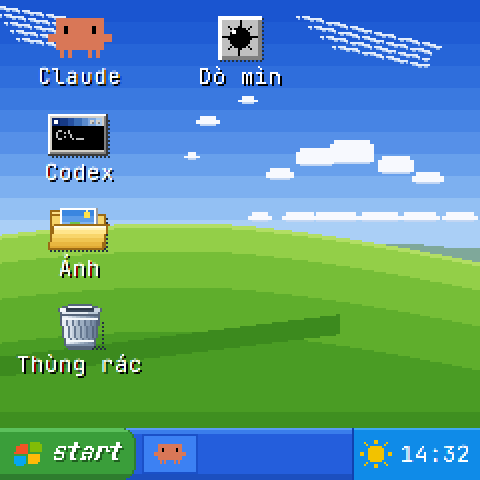 Claude
Dò mìn
C:\_
Codex
Ảnh
Thùng rác
start
14:32